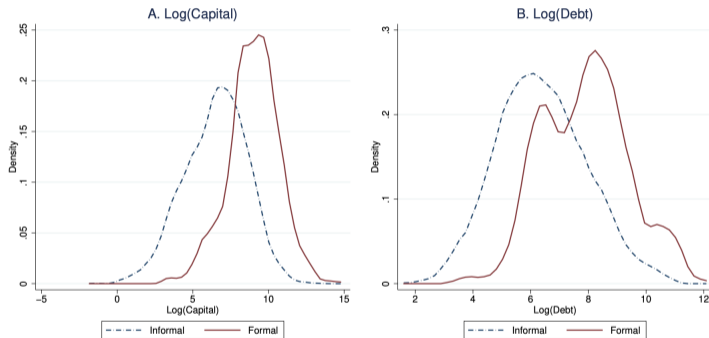 A. Log(Capital)
.25
.2
.15
.1
.05
0
Density
-5
0
5
10
15
Log(Capital)
Informal
Formal
B. Log(Debt)
.3
.2
.1
0
Density
2
4
6
8
10
12
Log(Debt)
Informal
Formal